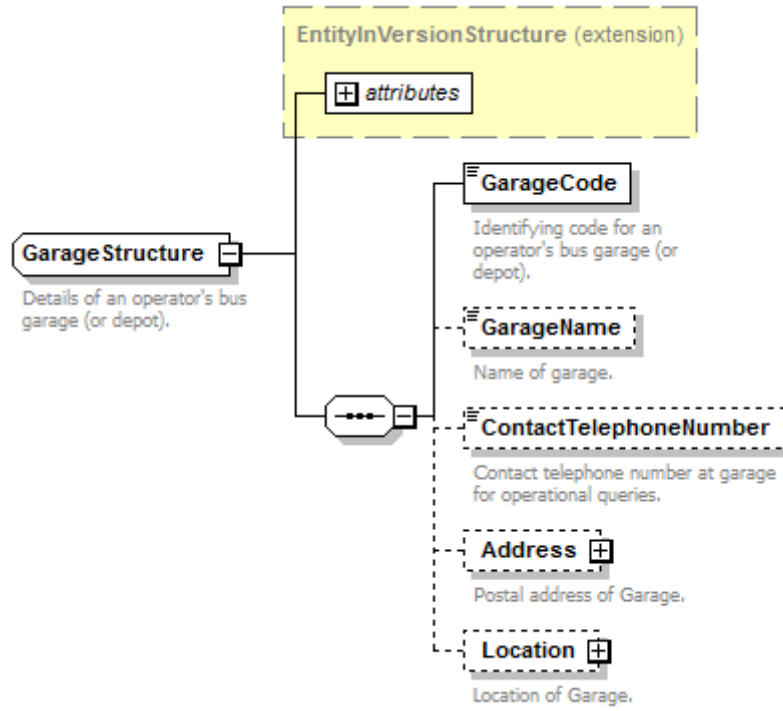 EntityInVersionStructure (extension)
attributes
GarageStructure
Details of an operator's bus
garage (or depot).
GarageCode
Identifying code for an
operator's bus garage (or
depot).
GarageName
Name of garage.
ContactTelephoneNumber
Contact telephone number at garage
for operational queries.
Address
Postal address of Garage.
Location
Location of Garage.